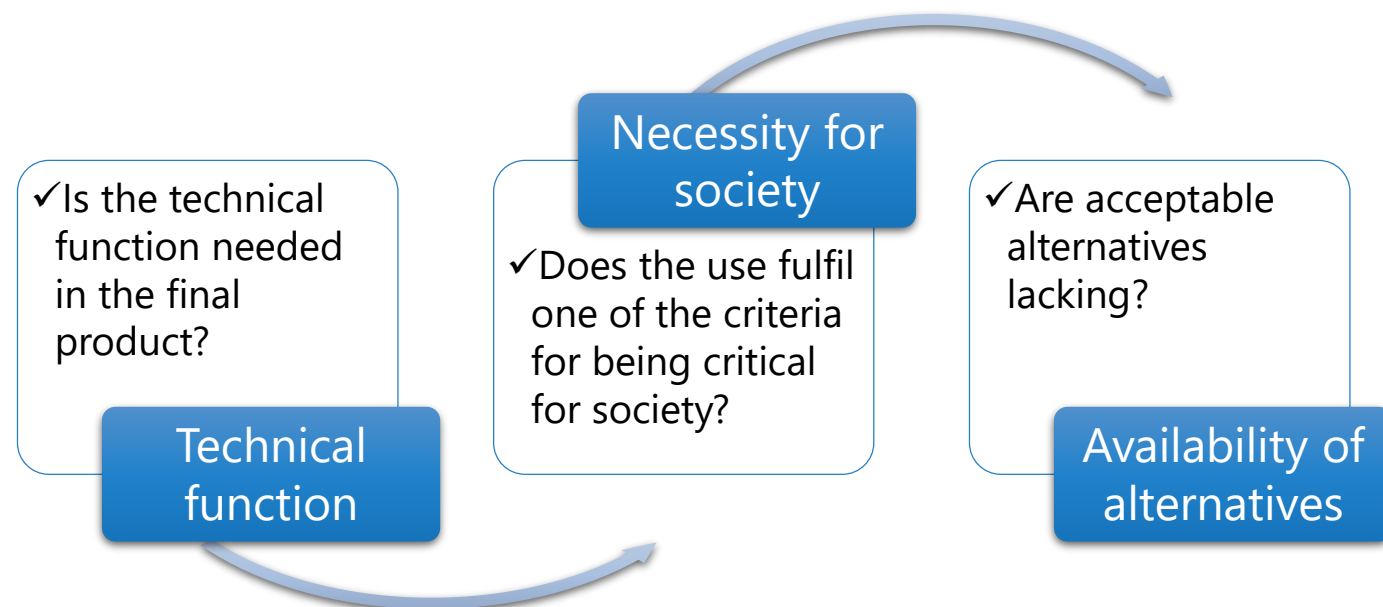 ✓Is the technical
function needed
in the final
product?
Technical
function
Necessity for
society
✓Does the use fulfil
one of the criteria
for being critical
for society?
✓Are acceptable
alternatives
lacking?
Availability of
alternatives